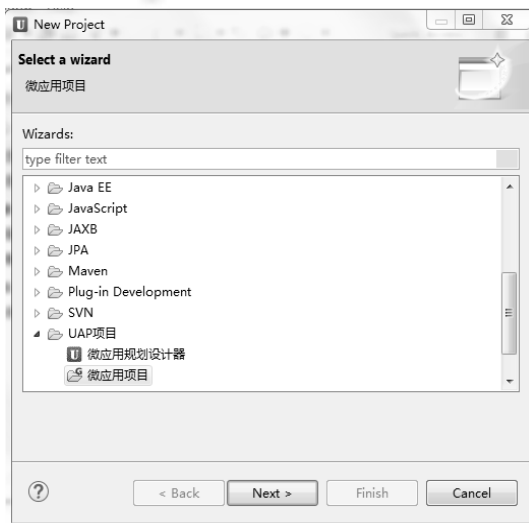 New Project
Select a wizard
微应用项目
Wizards:
type filter text
Java EE
JavaScript
JAXB
JPA
Maven
Plug-in Development
SVN
UAP项目
微应用规划设计器
微应用项目
< Back Next > Finish Cancel